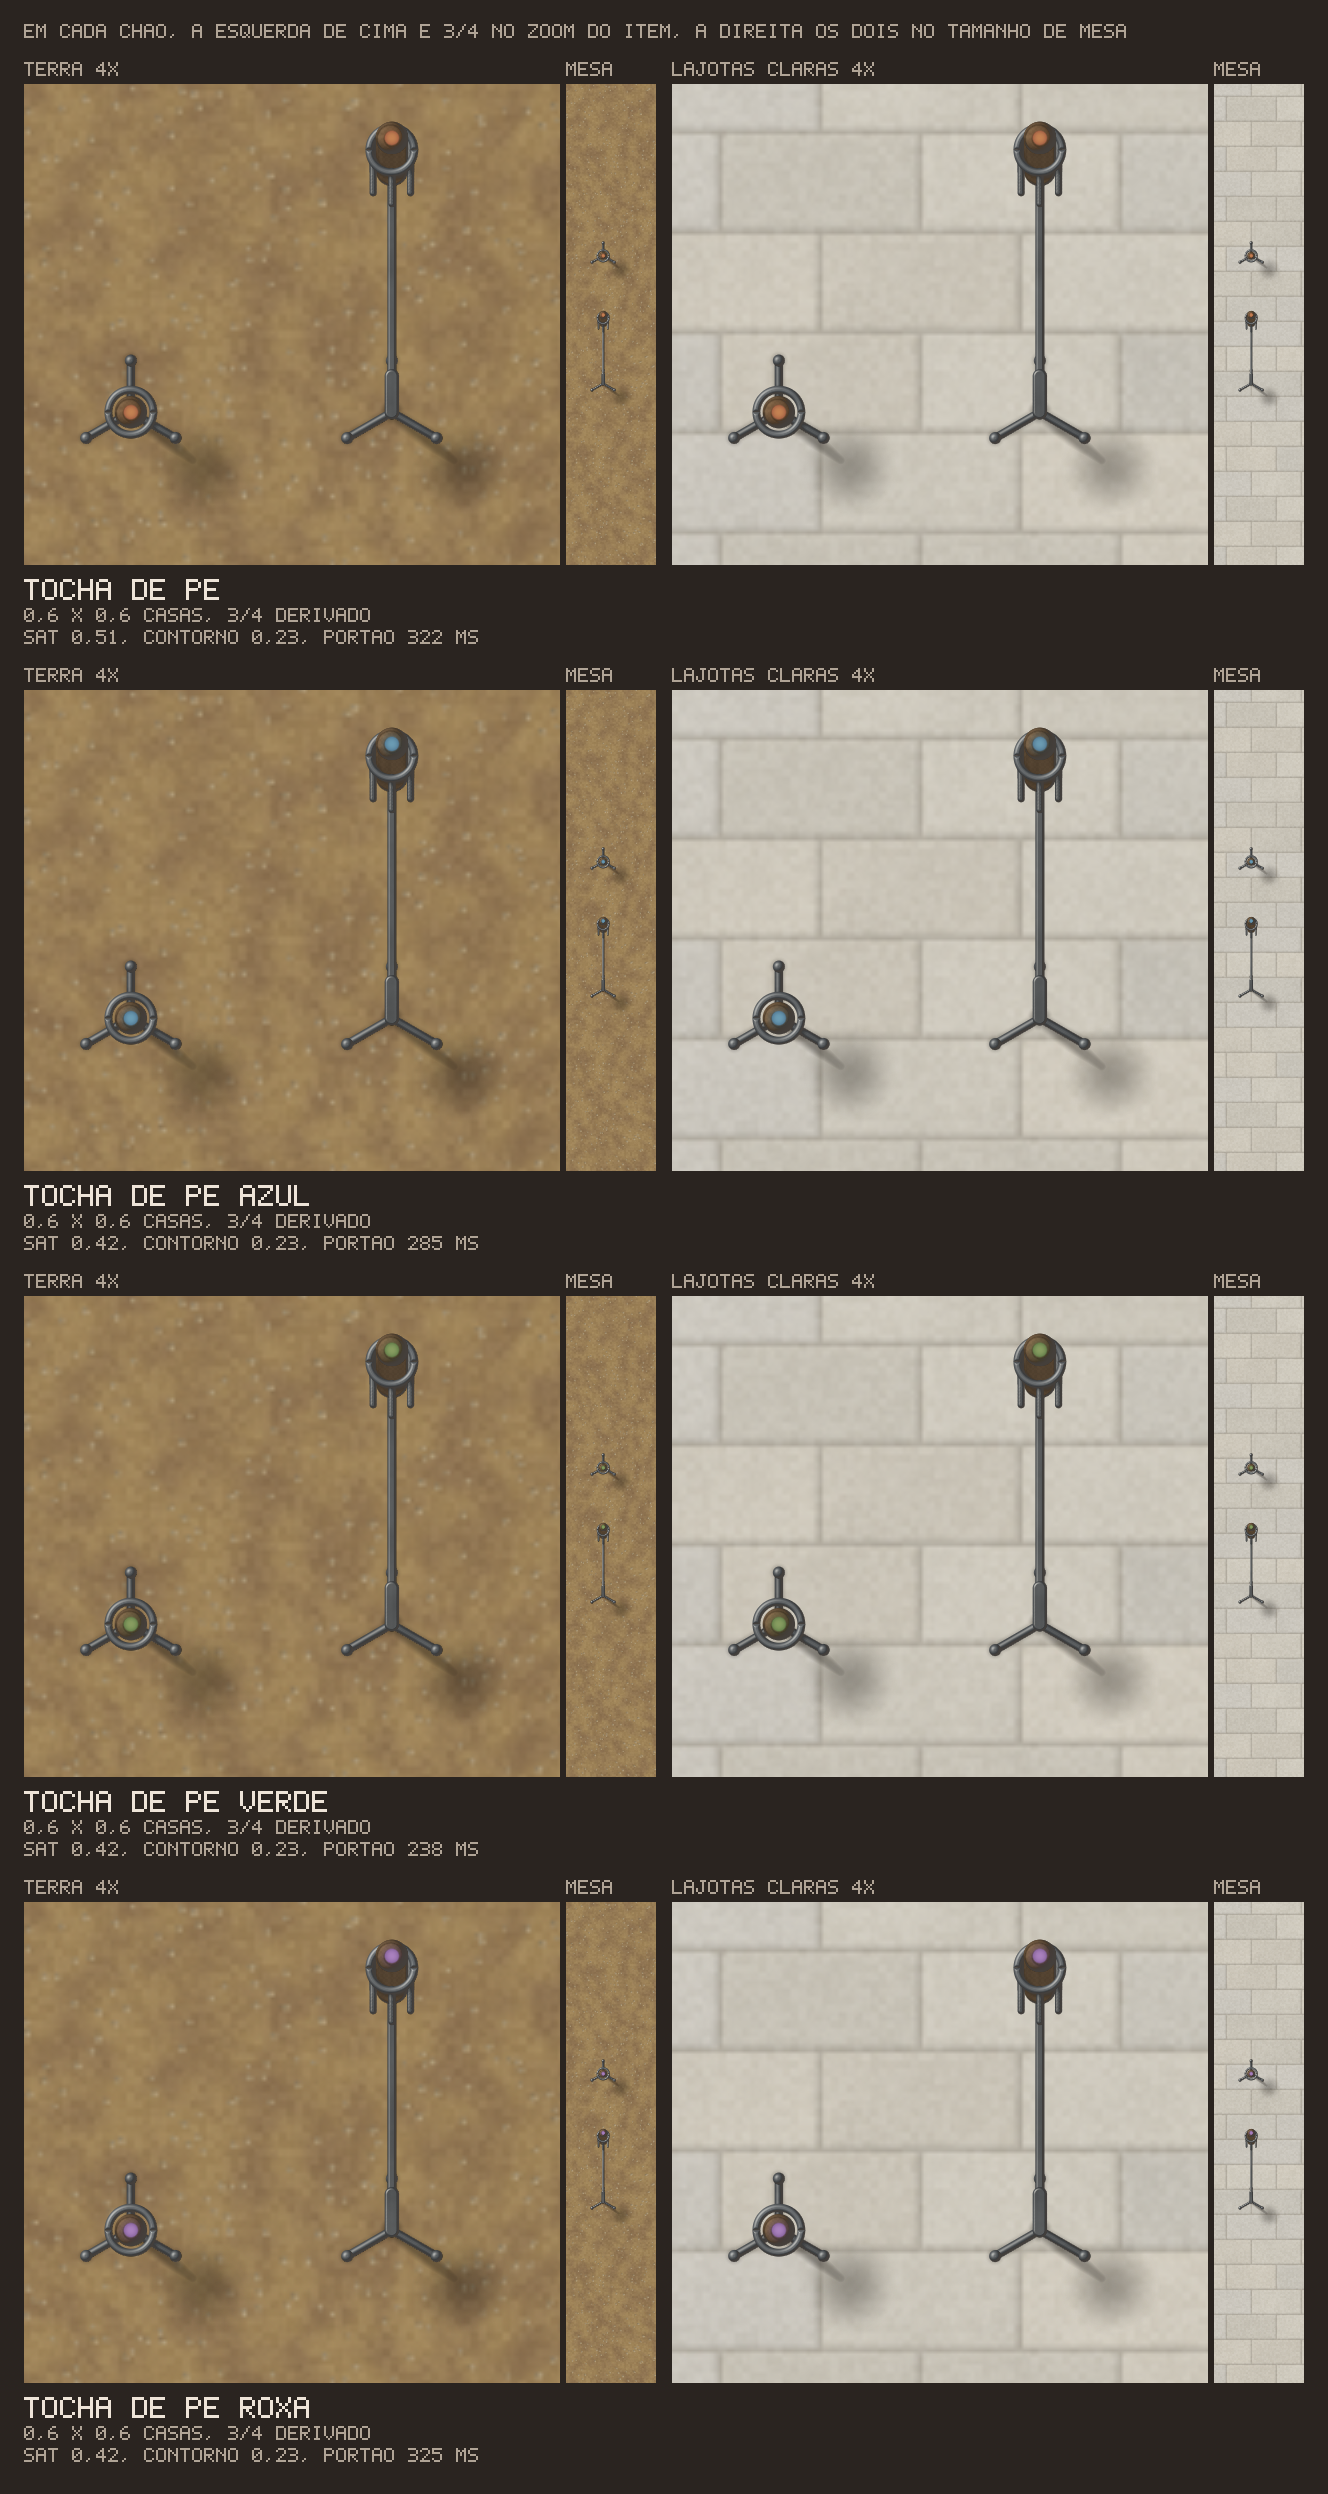 EM CADA CHAO, A ESQUERDA DE CIMA E 3/4 NO ZOOM DO ITEM, A DIREITA OS DOIS NO TAMANHO DE MESA
TERRA 4X MESA LAJOTAS CLARAS 4X MESA
TOCHA DE PE
0,6 X 0,6 CASAS, 3/4 DERIVADO
SAT 0,51, CONTORNO 0,23, PORTAO 322 MS
TERRA 4X MESA LAJOTAS CLARAS 4X MESA
TOCHA DE PE AZUL
0,6 X 0,6 CASAS, 3/4 DERIVADO
SAT 0,42, CONTORNO 0,23, PORTAO 285 MS
TERRA 4X MESA LAJOTAS CLARAS 4X MESA
TOCHA DE PE VERDE
0,6 X 0,6 CASAS, 3/4 DERIVADO
SAT 0,42, CONTORNO 0,23, PORTAO 238 MS
TERRA 4X MESA LAJOTAS CLARAS 4X MESA
TOCHA DE PE ROXA
0,6 X 0,6 CASAS, 3/4 DERIVADO
SAT 0,42, CONTORNO 0,23, PORTAO 325 MS